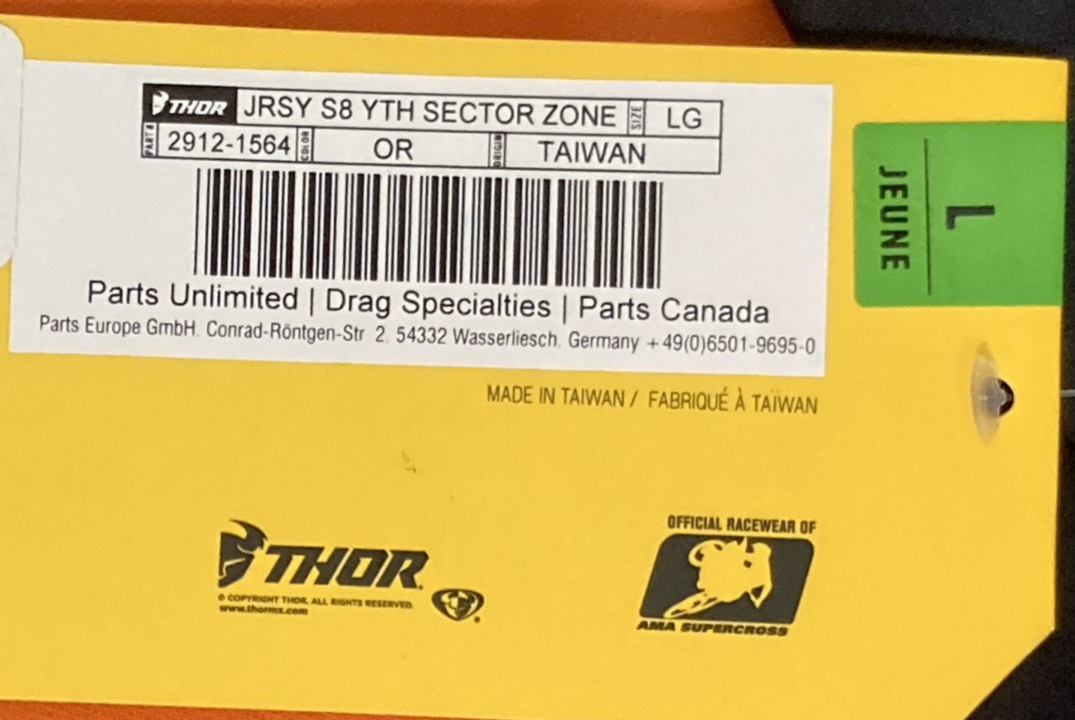 THOR JRSY S8 YTH SECTOR ZONE SIZE LG
PART # 2912-1564 COLOR OR ORIGIN TAIWAN
Parts Unlimited | Drag Specialties | Parts Canada
Parts Europe GmbH. Conrad-Röntgen-Str 2. 54332 Wasserliesch. Germany +49(0)6501-9695-0
MADE IN TAIWAN / FABRIQUÉ À TAÏWAN
L
JEUNE
THOR.
© COPYRIGHT THOR. ALL RIGHTS RESERVED.
www.thormx.com
OFFICIAL RACEWEAR OF
AMA SUPERCROSS